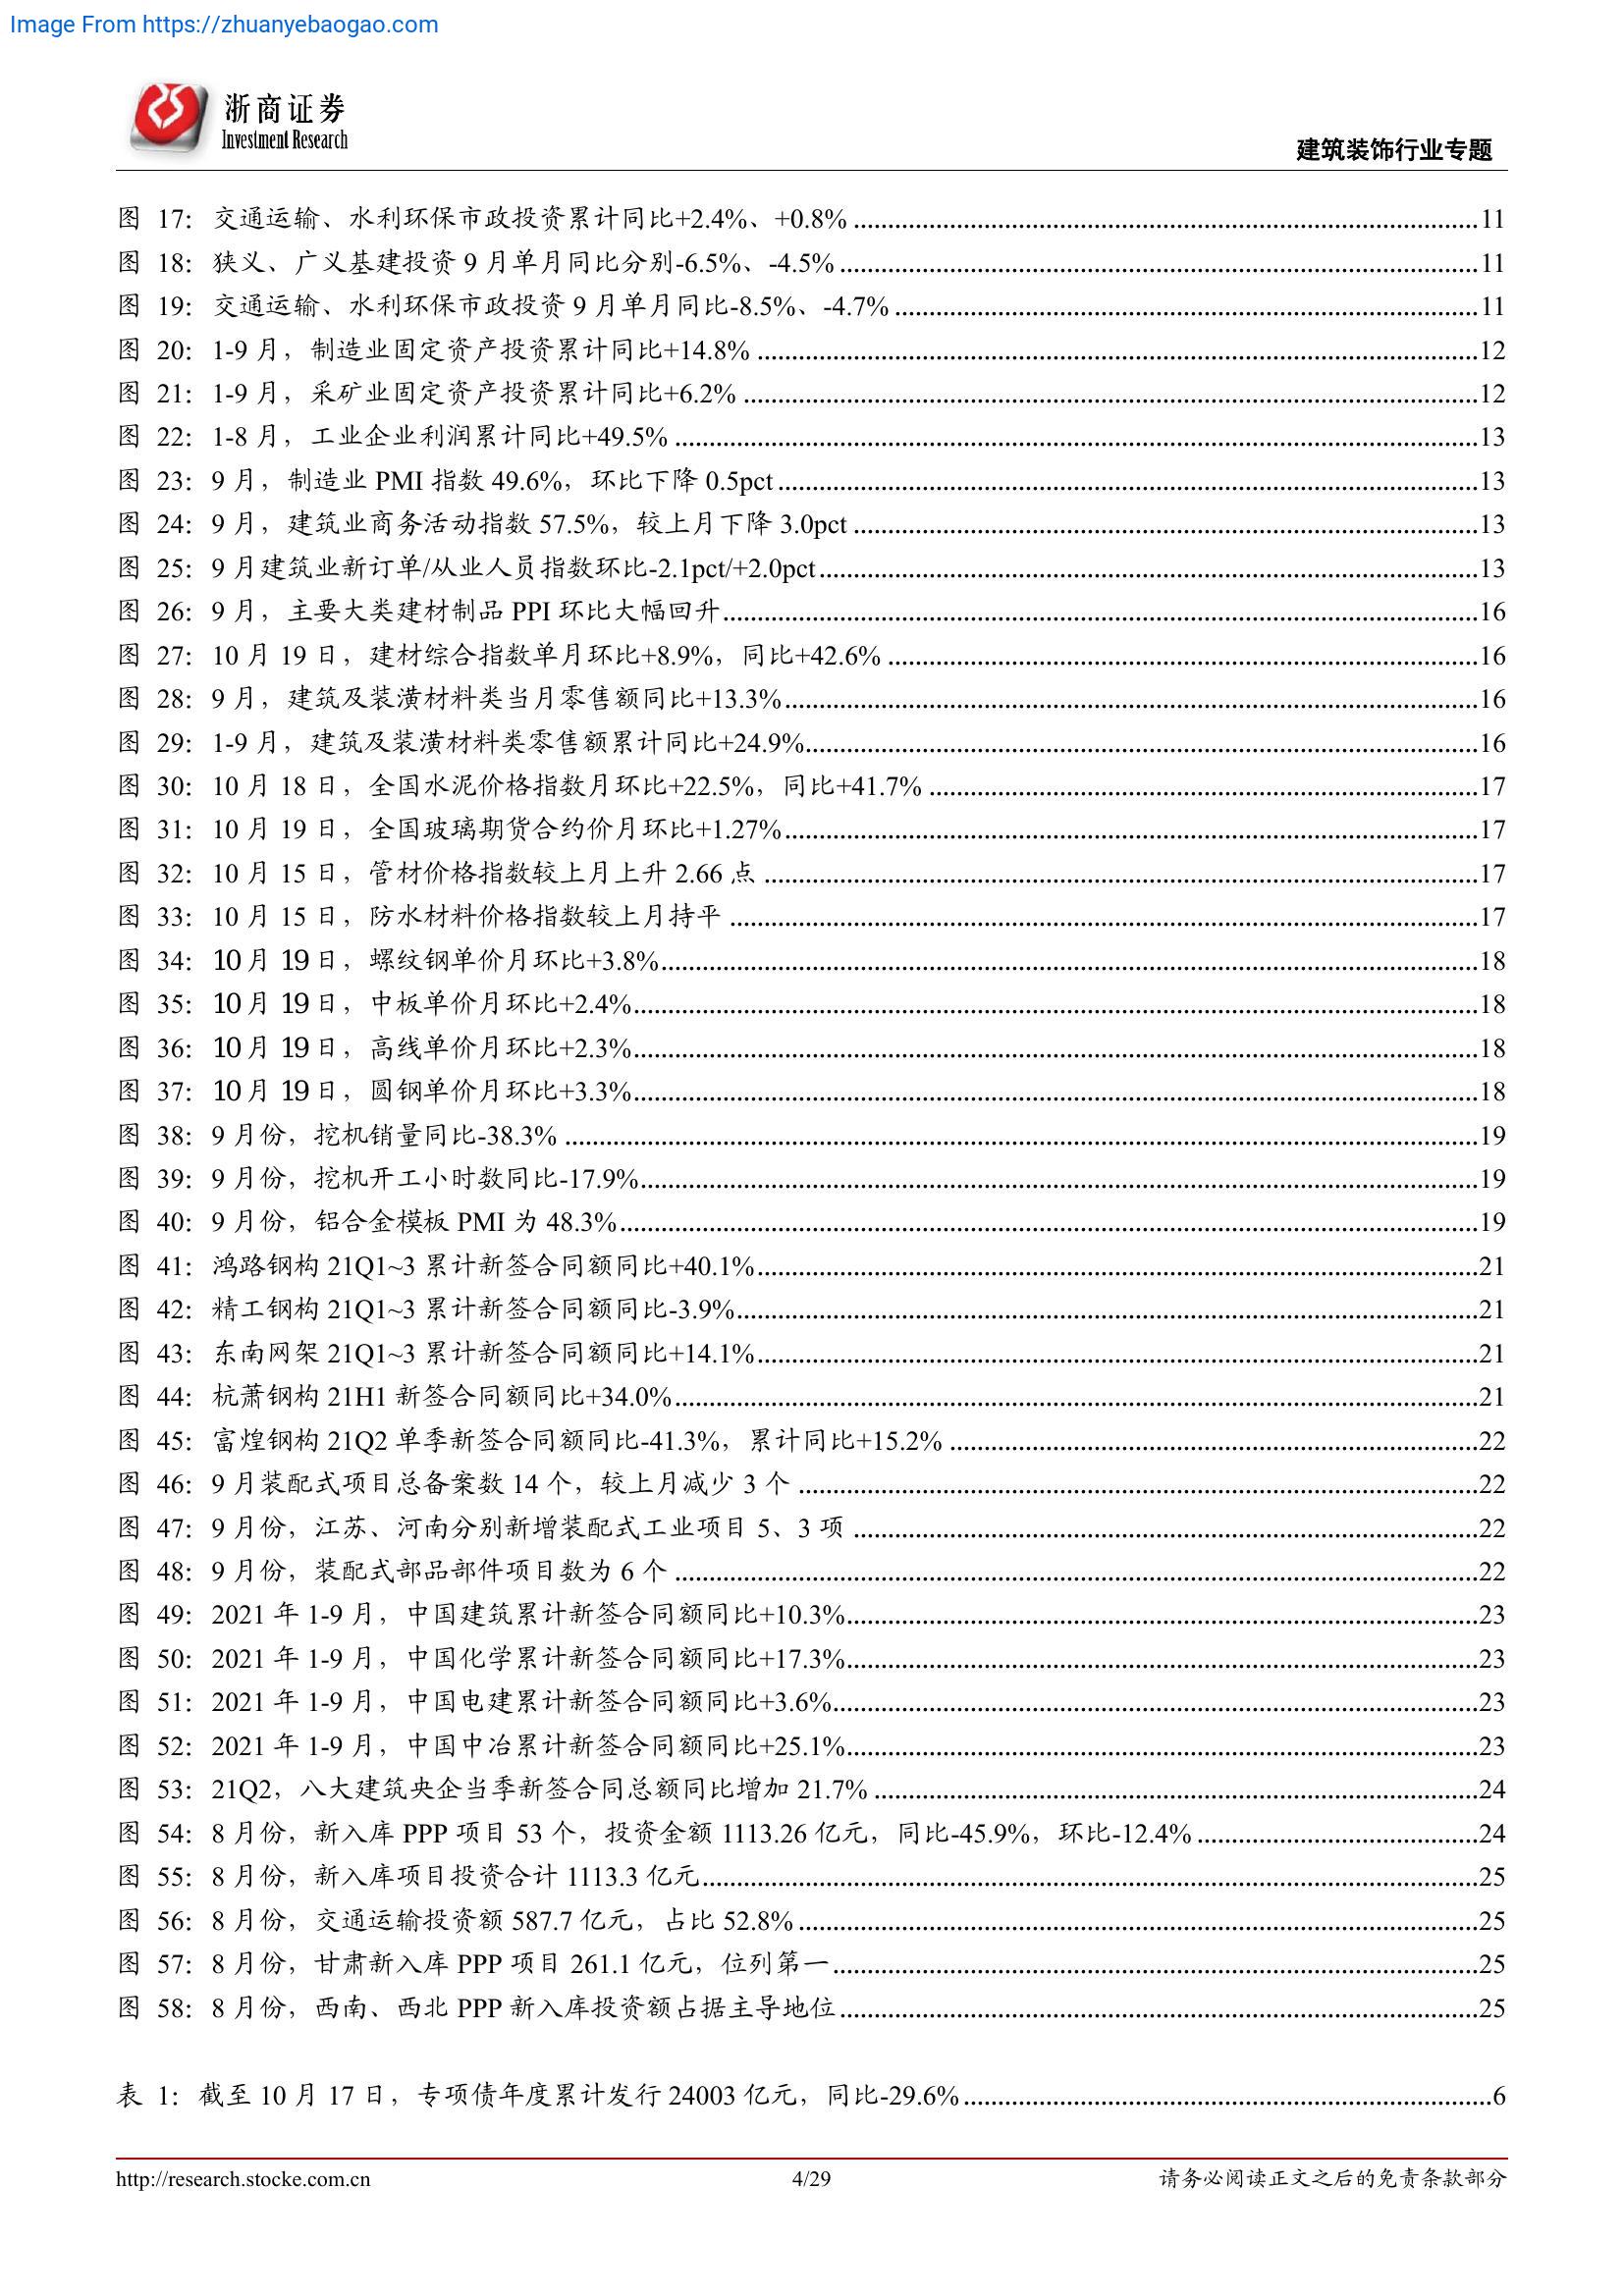 Image From https://zhuanyebaogao.com
浙商证券
Investment Research
建筑装饰行业专题
图 17：交通运输、水利环保市政投资累计同比+2.4%、+0.8%............11
图 18：狭义、广义基建投资 9 月单月同比分别-6.5%、-4.5%............11
图 19：交通运输、水利环保市政投资 9 月单月同比-8.5%、-4.7%............11
图 20：1-9 月，制造业固定资产投资累计同比+14.8%............12
图 21：1-9 月，采矿业固定资产投资累计同比+6.2%............12
图 22：1-8 月，工业企业利润累计同比+49.5%............13
图 23：9 月，制造业 PMI 指数 49.6%，环比下降 0.5pct............13
图 24：9 月，建筑业商务活动指数 57.5%，较上月下降 3.0pct............13
图 25：9 月建筑业新订单/从业人员指数环比-2.1pct/+2.0pct............13
图 26：9 月，主要大类建材制品 PPI 环比大幅回升............16
图 27：10 月 19 日，建材综合指数单月环比+8.9%，同比+42.6%............16
图 28：9 月，建筑及装潢材料类当月零售额同比+13.3%............16
图 29：1-9 月，建筑及装潢材料类零售额累计同比+24.9%............16
图 30：10 月 18 日，全国水泥价格指数月环比+22.5%，同比+41.7%............17
图 31：10 月 19 日，全国玻璃期货合约价月环比+1.27%............17
图 32：10 月 15 日，管材价格指数较上月上升 2.66 点............17
图 33：10 月 15 日，防水材料价格指数较上月持平............17
图 34：10 月 19 日，螺纹钢单价月环比+3.8%............18
图 35：10 月 19 日，中板单价月环比+2.4%............18
图 36：10 月 19 日，高线单价月环比+2.3%............18
图 37：10 月 19 日，圆钢单价月环比+3.3%............18
图 38：9 月份，挖机销量同比-38.3%............19
图 39：9 月份，挖机开工小时数同比-17.9%............19
图 40：9 月份，铝合金模板 PMI 为 48.3%............19
图 41：鸿路钢构 21Q1~3 累计新签合同额同比+40.1%............21
图 42：精工钢构 21Q1~3 累计新签合同额同比-3.9%............21
图 43：东南网架 21Q1~3 累计新签合同额同比+14.1%............21
图 44：杭萧钢构 21H1 新签合同额同比+34.0%............21
图 45：富煌钢构 21Q2 单季新签合同额同比-41.3%，累计同比+15.2%............22
图 46：9 月装配式项目总备案数 14 个，较上月减少 3 个............22
图 47：9 月份，江苏、河南分别新增装配式工业项目 5、3 项............22
图 48：9 月份，装配式部品部件项目数为 6 个............22
图 49：2021 年 1-9 月，中国建筑累计新签合同额同比+10.3%............23
图 50：2021 年 1-9 月，中国化学累计新签合同额同比+17.3%............23
图 51：2021 年 1-9 月，中国电建累计新签合同额同比+3.6%............23
图 52：2021 年 1-9 月，中国中冶累计新签合同额同比+25.1%............23
图 53：21Q2，八大建筑央企当季新签合同总额同比增加 21.7%............24
图 54：8 月份，新入库 PPP 项目 53 个，投资金额 1113.26 亿元，同比-45.9%，环比-12.4%............24
图 55：8 月份，新入库项目投资合计 1113.3 亿元............25
图 56：8 月份，交通运输投资额 587.7 亿元，占比 52.8%............25
图 57：8 月份，甘肃新入库 PPP 项目 261.1 亿元，位列第一............25
图 58：8 月份，西南、西北 PPP 新入库投资额占据主导地位............25
表 1：截至 10 月 17 日，专项债年度累计发行 24003 亿元，同比-29.6%............6
http://research.stocke.com.cn
4/29
请务必阅读正文之后的免责条款部分